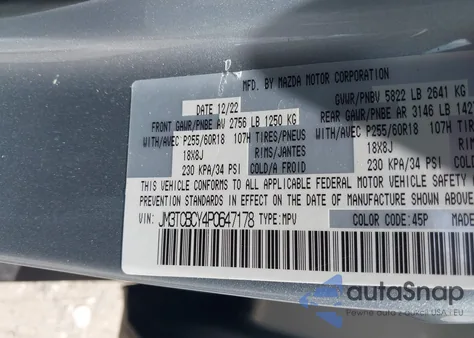 MFD. BY MAZDA MOTOR CORPORATION
DATE 12/22 GVWR/PNBV 5822 LB 2641 KG
FRONT GAWR/PNBE AV 2756 LB 1250 KG REAR GAWR/PNBE AR 3146 LB 142
WITH/AVEC P255/60R18 107H TIRES/PNEUS WITH/AVEC P255/60R18 107H
18X8J RIMS/JANTES 18X8J
230 KPA/34 PSI COLD/A FROID 230 KPA/34 PSI COLD/A
THIS VEHICLE CONFORMS TO ALL APPLICABLE FEDERAL MOTOR VEHICLE SAFETY
PREVENTION STANDARDS IN EFFECT ON THE DATE OF MANUFACTURE SHOWN ABOVE.
VIN: JM3TCBCY4P0647178 TYPE: MPV COLOR CODE: 45P
autoSnap